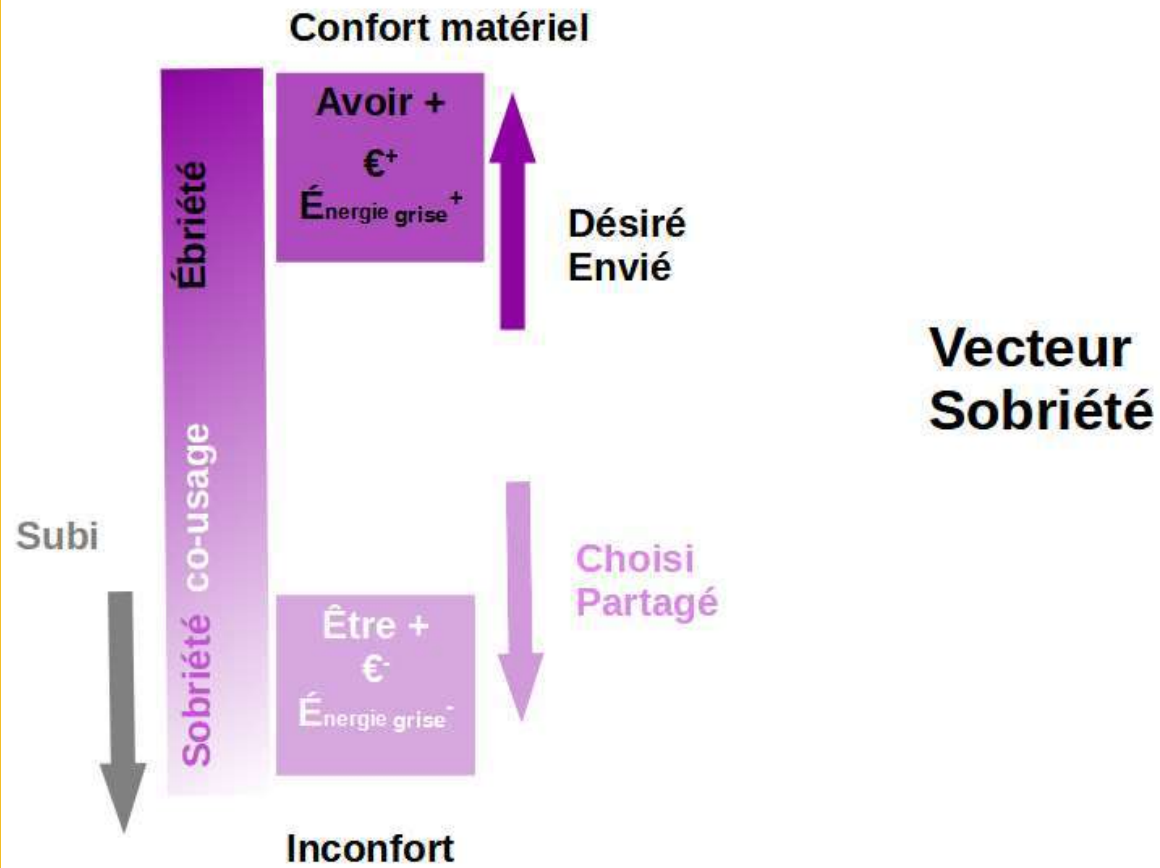 Confort matériel
Avoir +
€+
Énergie grise+
Ébriété
Désiré
Envié
Vecteur
Sobriété
co-usage
Subi
Choisi
Partagé
Sobriété
Être +
€-
Énergie grise-
Inconfort